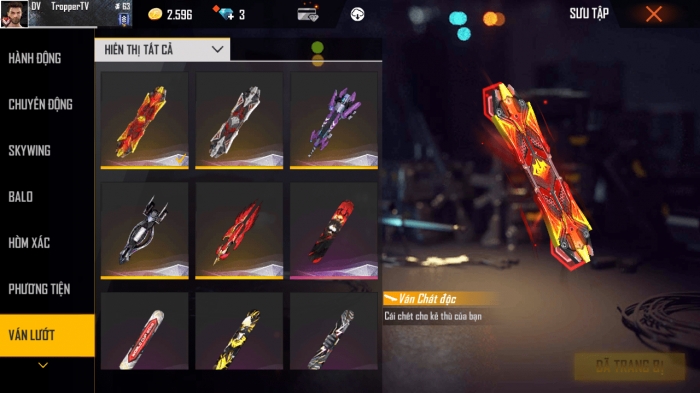 DV TropperTV
# 63
2.596
3
SƯU TẬP
HÀNH ĐỘNG
CHUYÊN ĐỘNG
SKYWING
BALO
HÒM XÁC
PHƯƠNG TIỆN
VÁN LƯỚT
HIỂN THỊ TẤT CẢ
Ván Chất độc
Cái chết cho kẻ thù của bạn
ĐÃ TRANG BỊ